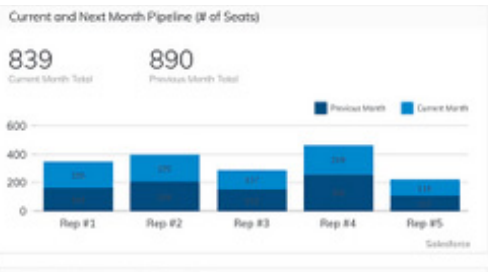 Current and Next Month Pipeline (# of Seats)
839 890
Current Month Total Previous Month Total
Previous Month Current Month
600
400
200
0
Rep #1 Rep #2 Rep #3 Rep #4 Rep #5
Salesforce